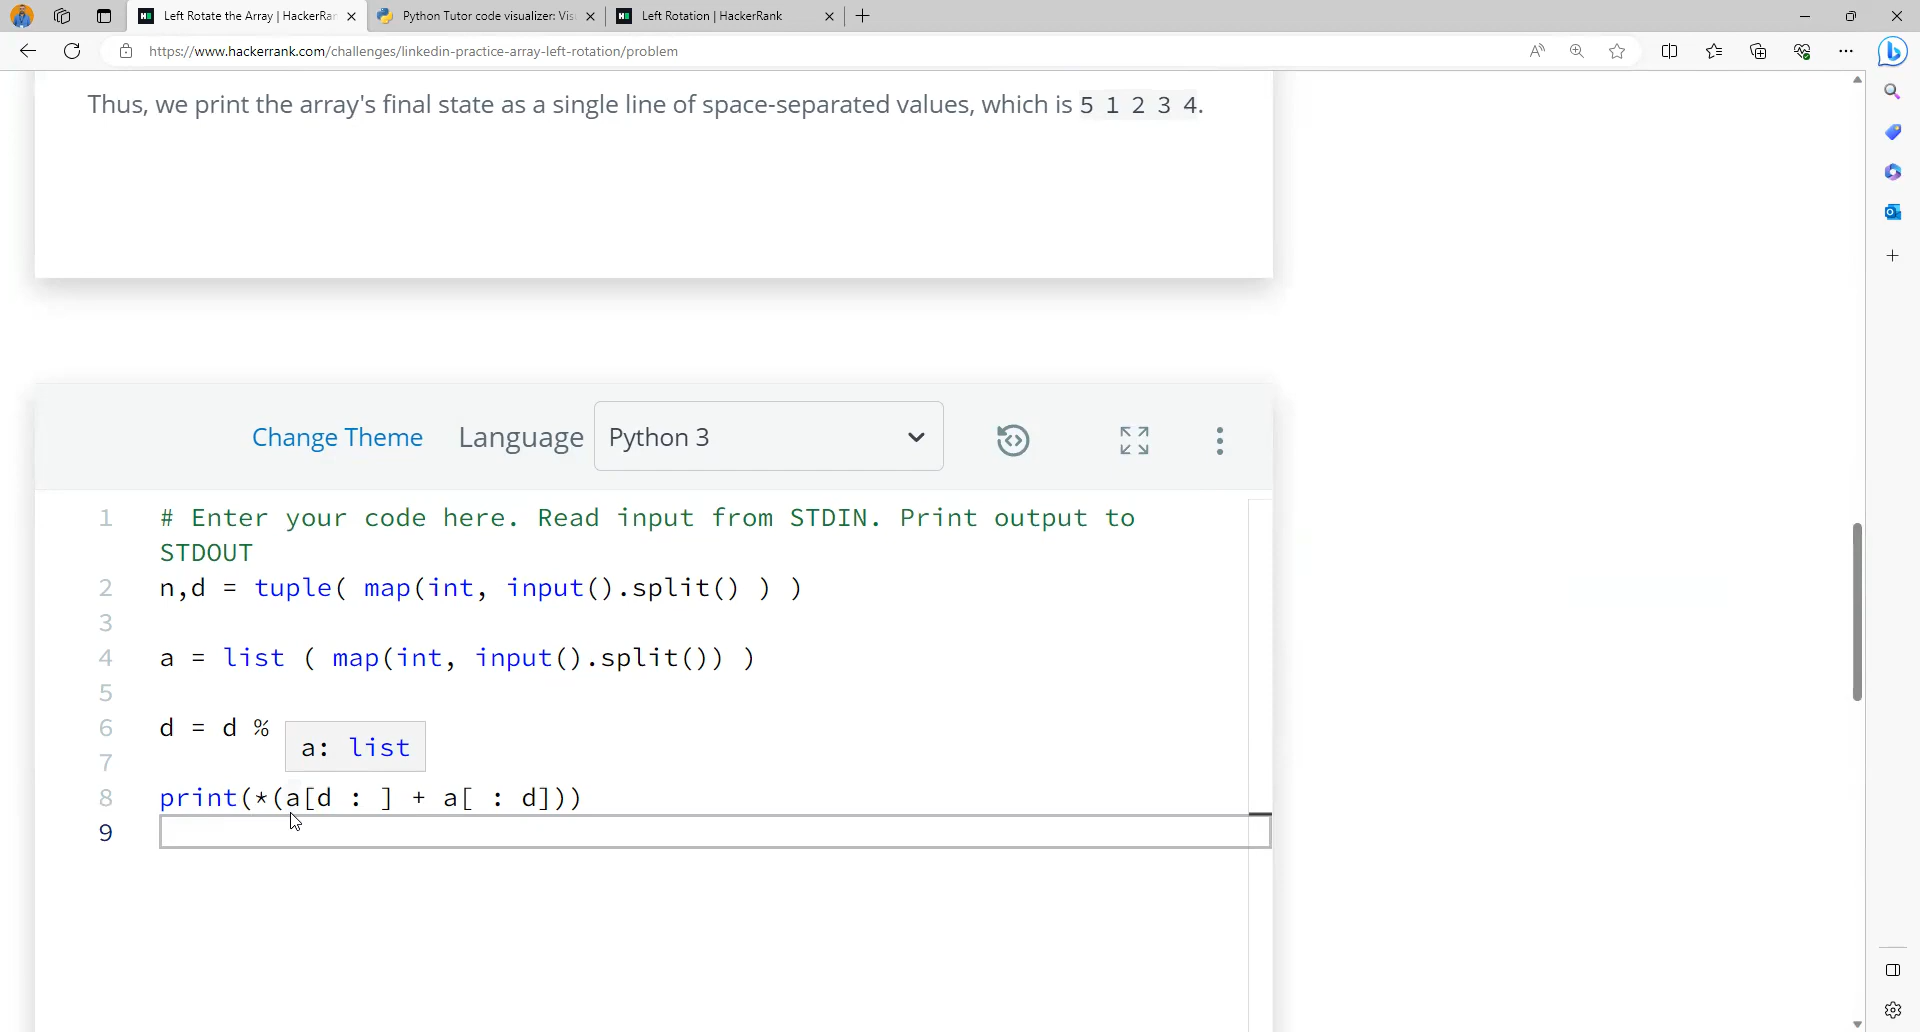 Left Rotate the Array | HackerRan
Python Tutor code visualizer: Vis
Left Rotation | HackerRank
https://www.hackerrank.com/challenges/linkedin-practice-array-left-rotation/problem
Thus, we print the array's final state as a single line of space-separated values, which is 5 1 2 3 4.
Change Theme Language Python 3
1 # Enter your code here. Read input from STDIN. Print output to
STDOUT
2 n,d = tuple( map(int, input().split() ) )
3
4 a = list ( map(int, input().split()) )
5
6 d = d %
a: list
7
8 print(*(a[d : ] + a[ : d]))
9